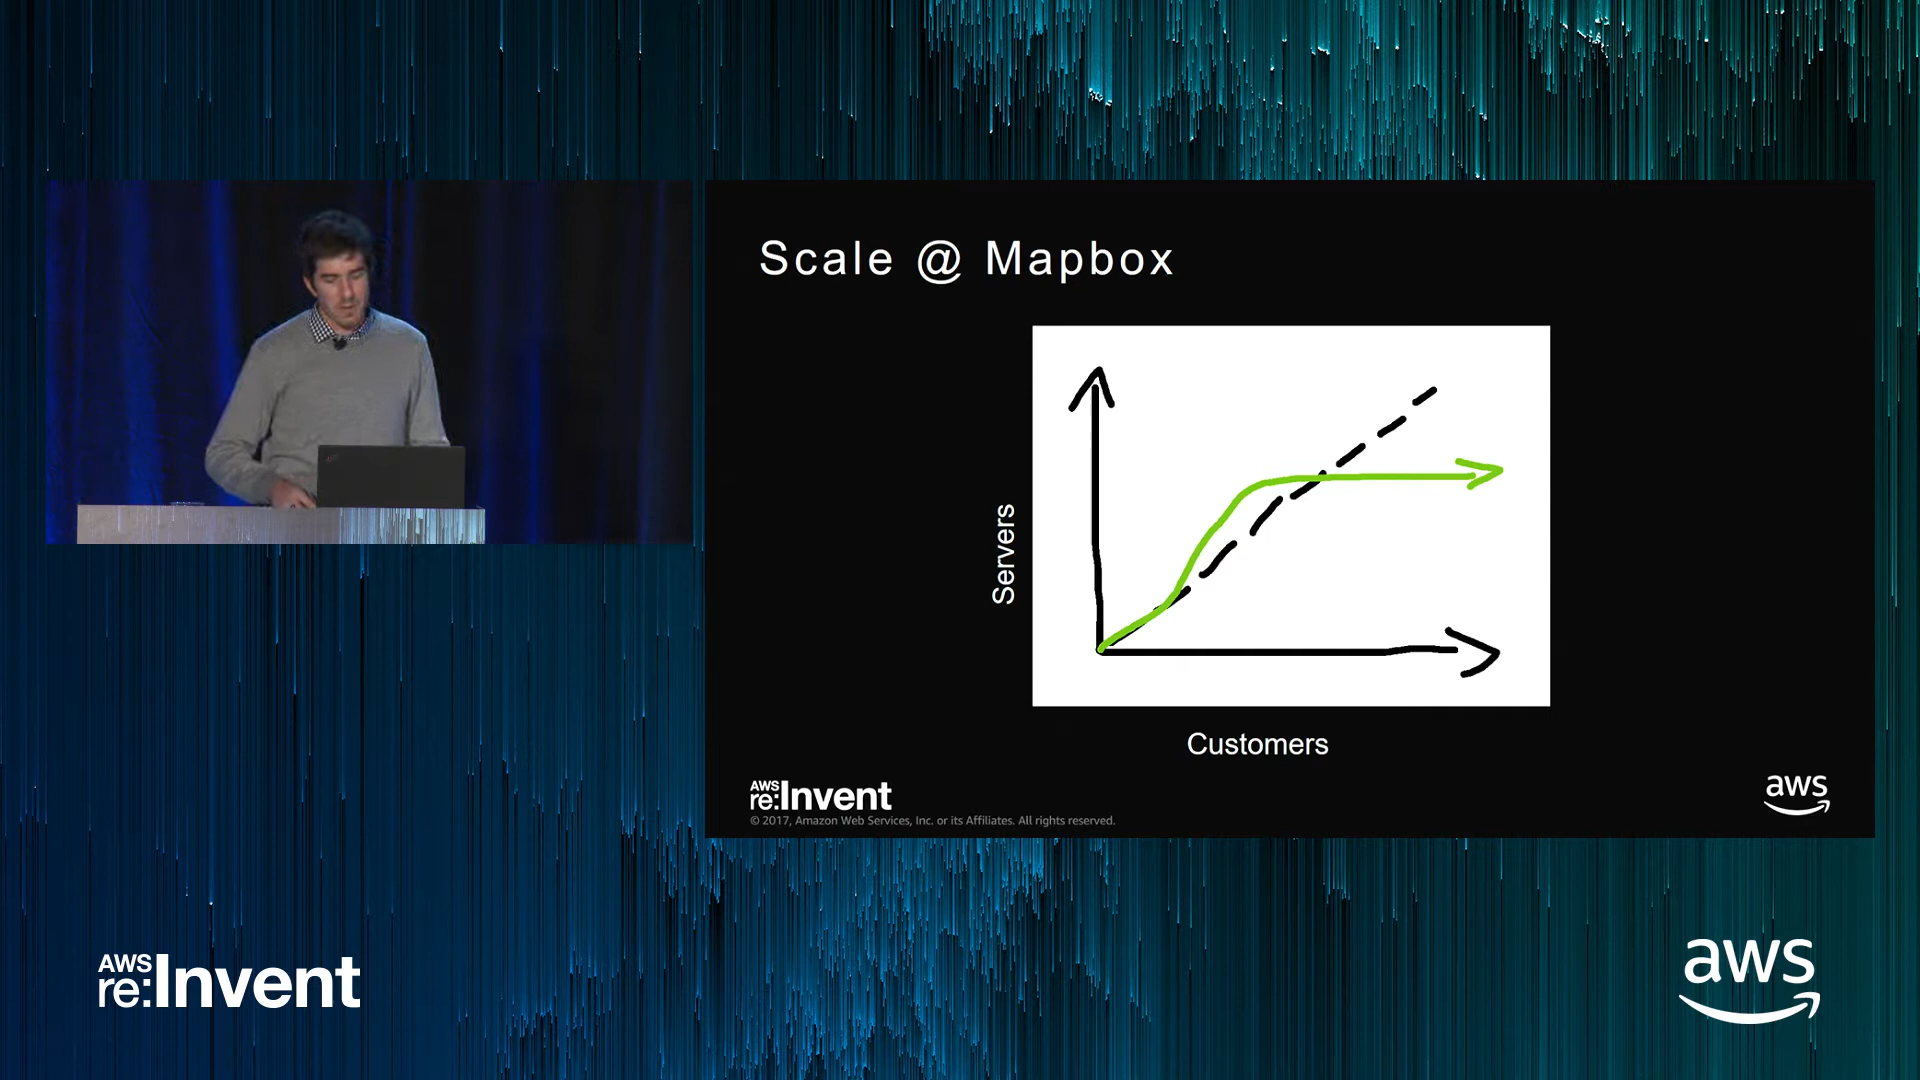 Scale @ Mapbox
Servers
Customers
AWS
re:Invent
© 2017, Amazon Web Services, Inc. or its Affiliates. All rights reserved.
aws
AWS
re:Invent
aws